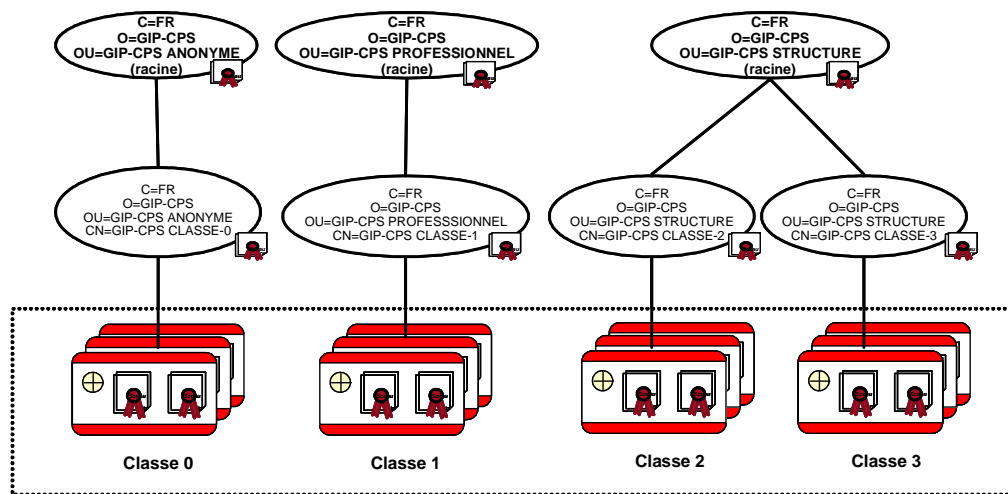 C=FR
O=GIP-CPS
OU=GIP-CPS ANONYME
(racine)
C=FR
O=GIP-CPS
OU=GIP-CPS PROFESSIONNEL
(racine)
C=FR
O=GIP-CPS
OU=GIP-CPS STRUCTURE
(racine)
C=FR
O=GIP-CPS
OU=GIP-CPS ANONYME
CN=GIP-CPS CLASSE-0
C=FR
O=GIP-CPS
OU=GIP-CPS PROFESSSIONNEL
CN=GIP-CPS CLASSE-1
C=FR
O=GIP-CPS
OU=GIP-CPS STRUCTURE
CN=GIP-CPS CLASSE-2
C=FR
O=GIP-CPS
OU=GIP-CPS STRUCTURE
CN=GIP-CPS CLASSE-3
Classe 0
Classe 1
Classe 2
Classe 3